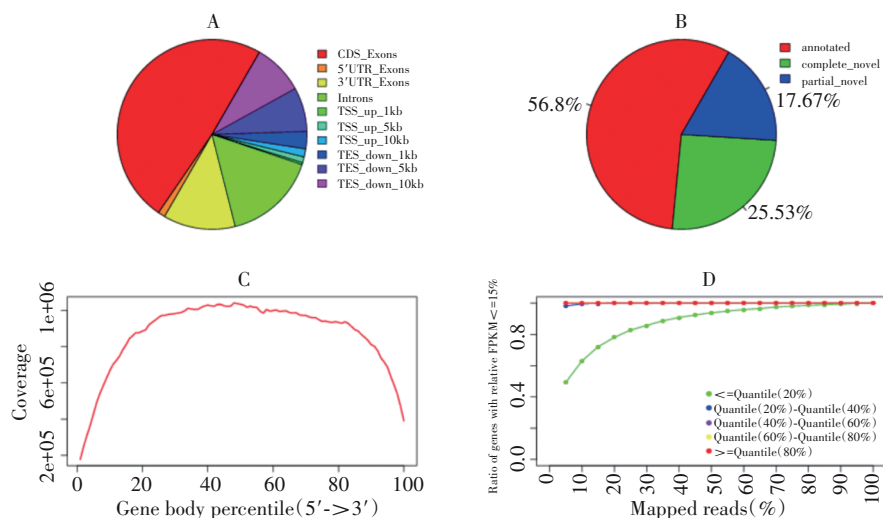 A
CDS_Exons
5′UTR_Exons
3′UTR_Exons
Introns
TSS_up_1kb
TSS_up_5kb
TSS_up_10kb
TES_down_1kb
TES_down_5kb
TES_down_10kb
B
annotated
complete_novel
partial_novel
56.8%
17.67%
25.53%
C
Coverage
1e+06
6e+05
2e+05
0 20 40 60 80 100
Gene body percentile(5′->3′)
D
Ratio of genes with relative FPKM<=15%
0.8
0.4
0.0
<=Quantile(20%)
Quantile(20%)-Quantile(40%)
Quantile(40%)-Quantile(60%)
Quantile(60%)-Quantile(80%)
>=Quantile(80%)
10 20 30 40 50 60 70 80 90 100
Mapped reads(%)